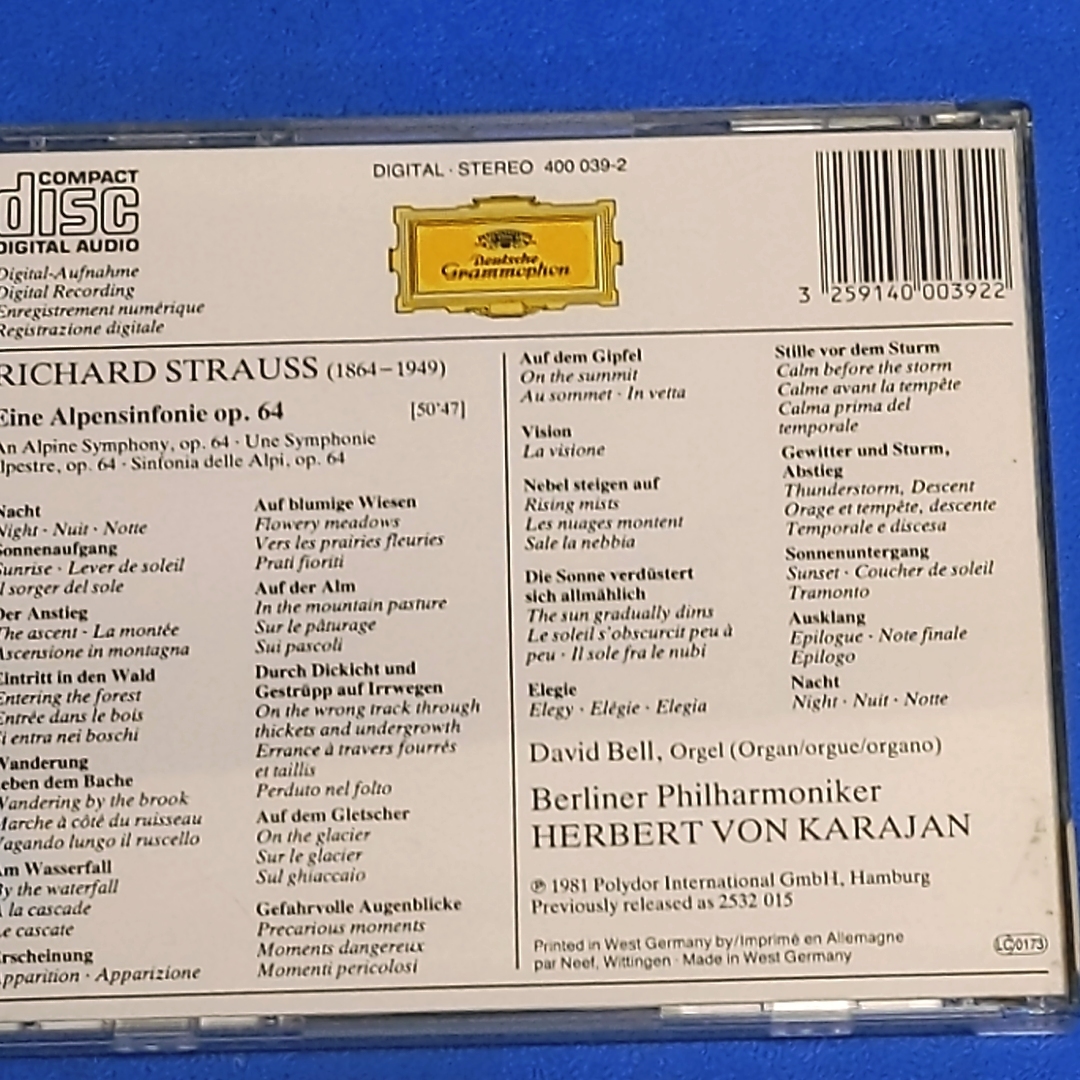 COMPACT
disc
DIGITAL AUDIO
Digital-Aufnahme
Digital Recording
Enregistrement numérique
Registrazione digitale
DIGITAL · STEREO 400 039-2
Deutsche
Grammophon
3 259140 003922
RICHARD STRAUSS (1864–1949)
Eine Alpensinfonie op. 64 [50'47]
An Alpine Symphony, op. 64 · Une Symphonie
lpestre, op. 64 · Sinfonia delle Alpi, op. 64
Nacht
Night · Nuit · Notte
Sonnenaufgang
Sunrise · Lever de soleil
l sorger del sole
Der Anstieg
The ascent · La montée
Ascensione in montagna
Eintritt in den Wald
Entering the forest
Entrée dans le bois
i entra nei boschi
Wanderung
eben dem Bache
Wandering by the brook
Marche à côté du ruisseau
Vagando lungo il ruscello
Am Wasserfall
By the waterfall
la cascade
Le cascate
rscheinung
pparition · Apparizione
Auf blumige Wiesen
Flowery meadows
Vers les prairies fleuries
Prati fioriti
Auf der Alm
In the mountain pasture
Sur le pâturage
Sui pascoli
Durch Dickicht und
Gestrüpp auf Irrwegen
On the wrong track through
thickets and undergrowth
Errance à travers fourrés
et taillis
Perduto nel folto
Auf dem Gletscher
On the glacier
Sur le glacier
Sul ghiaccaio
Gefahrvolle Augenblicke
Precarious moments
Moments dangereux
Momenti pericolosi
Auf dem Gipfel
On the summit
Au sommet · In vetta
Vision
La visione
Nebel steigen auf
Rising mists
Les nuages montent
Sale la nebbia
Die Sonne verdüstert
sich allmählich
The sun gradually dims
Le soleil s'obscurcit peu à
peu · Il sole fra le nubi
Elegie
Elegy · Elégie · Elegia
Stille vor dem Sturm
Calm before the storm
Calme avant la tempête
Calma prima del
temporale
Gewitter und Sturm,
Abstieg
Thunderstorm, Descent
Orage et tempête, descente
Temporale e discesa
Sonnenuntergang
Sunset · Coucher de soleil
Tramonto
Ausklang
Epilogue · Note finale
Epilogo
Nacht
Night · Nuit · Notte
David Bell, Orgel (Organ/orgue/organo)
Berliner Philharmoniker
HERBERT VON KARAJAN
℗ 1981 Polydor International GmbH, Hamburg
Previously released as 2532 015
Printed in West Germany by/Imprimé en Allemagne
par Neef, Wittingen · Made in West Germany
LC 0173